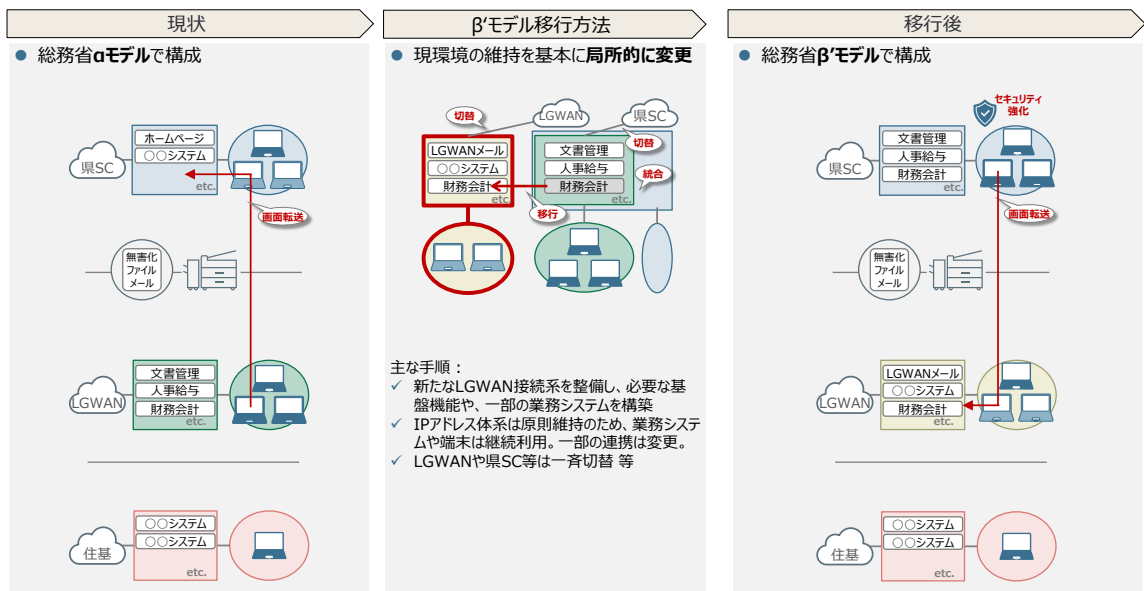 現状
● 総務省αモデルで構成
県SC
ホームページ
○○システム
etc.
画面転送
無害化
ファイル
メール
LGWAN
文書管理
人事給与
財務会計
etc.
住基
○○システム
○○システム
etc.
β‘モデル移行方法
● 現環境の維持を基本に局所的に変更
切替
LGWAN
県SC
切替
LGWANメール
○○システム
財務会計
etc.
文書管理
人事給与
財務会計
etc.
統合
移行
主な手順：
✓ 新たなLGWAN接続系を整備し、必要な基
盤機能や、一部の業務システムを構築
✓ IPアドレス体系は原則維持のため、業務システ
ムや端末は継続利用。一部の連携は変更。
✓ LGWANや県SC等は一斉切替 等
移行後
● 総務省β’モデルで構成
セキュリティ
強化
県SC
文書管理
人事給与
財務会計
etc.
画面転送
無害化
ファイル
メール
LGWAN
LGWANメール
○○システム
財務会計
etc.
住基
○○システム
○○システム
etc.